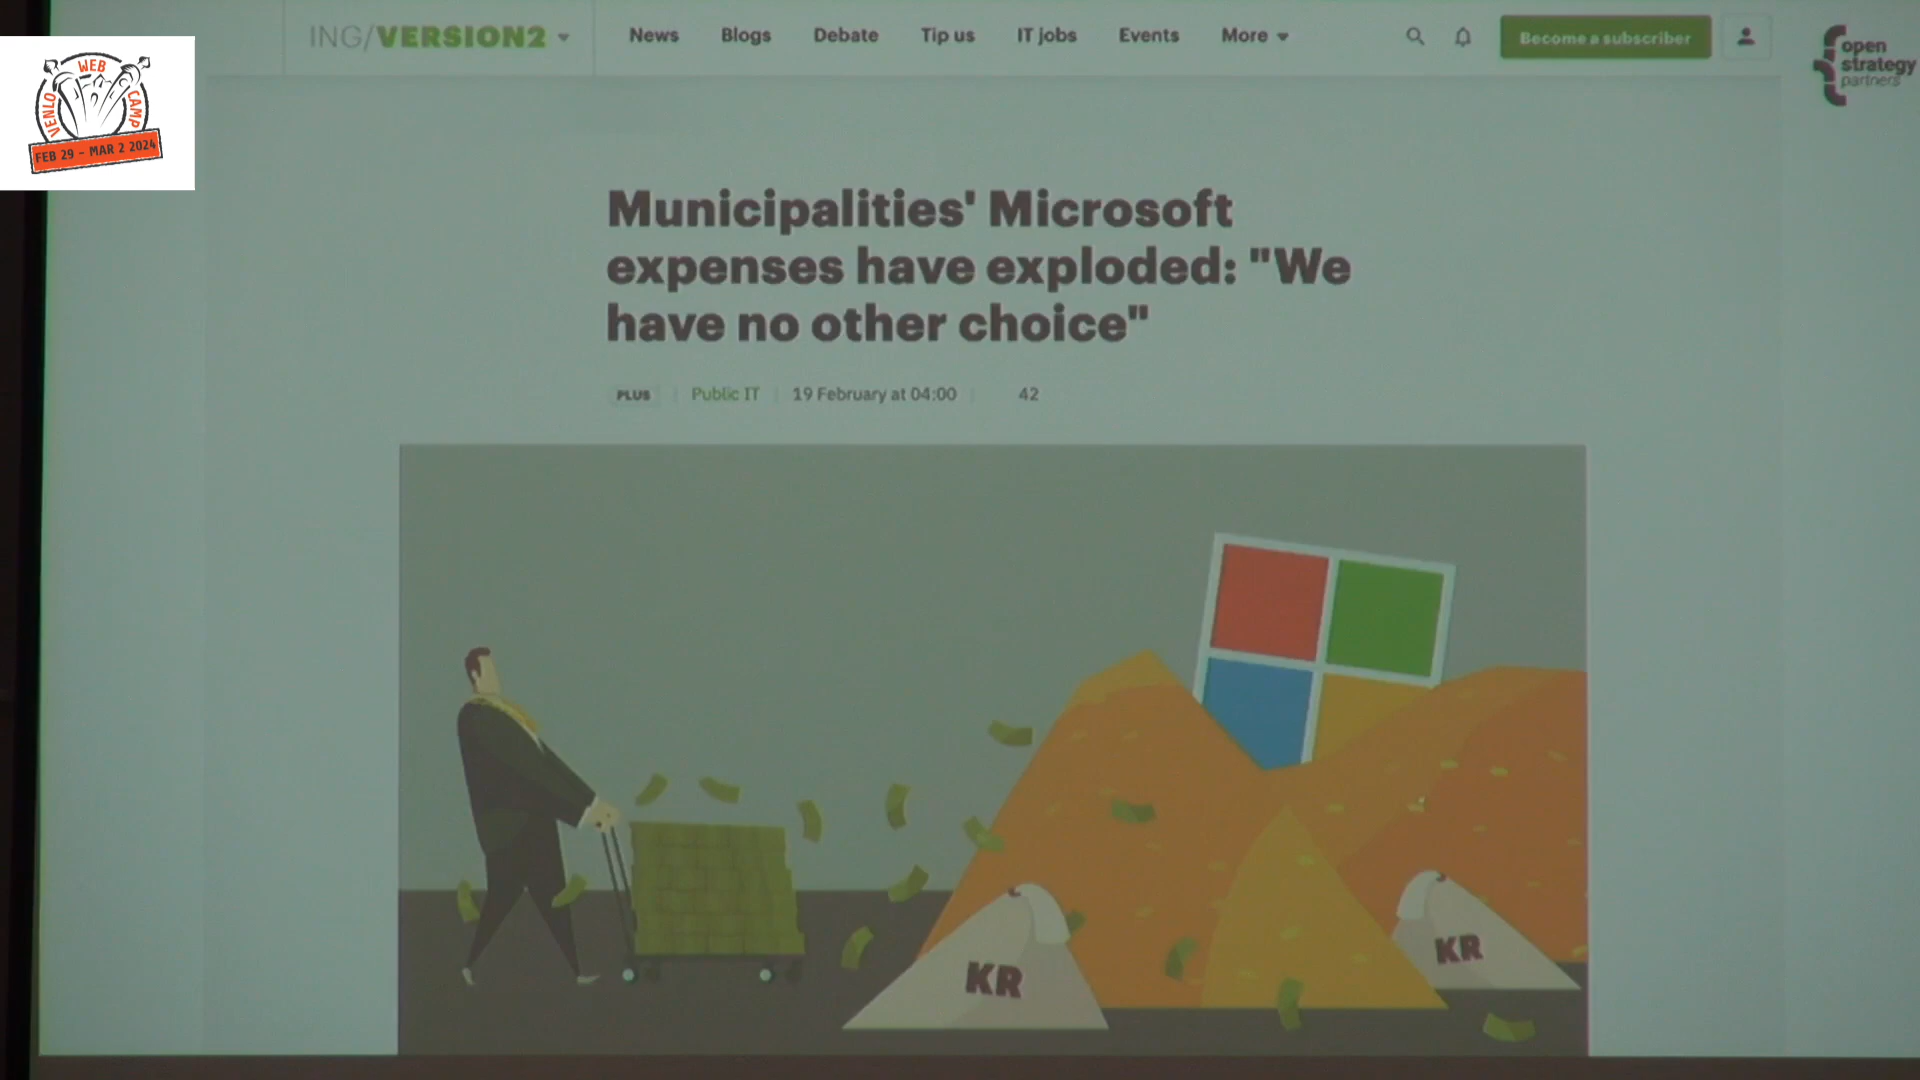 ING/VERSION2
News
Blogs
Debate
Tip us
IT jobs
Events
More
Become a subscriber
open
strategy
partners
WEB
VENLO
CAMP
FEB 29 - MAR 2 2024
Municipalities' Microsoft
expenses have exploded: "We
have no other choice"
PLUS
Public IT
19 February at 04:00
42
KR
KR